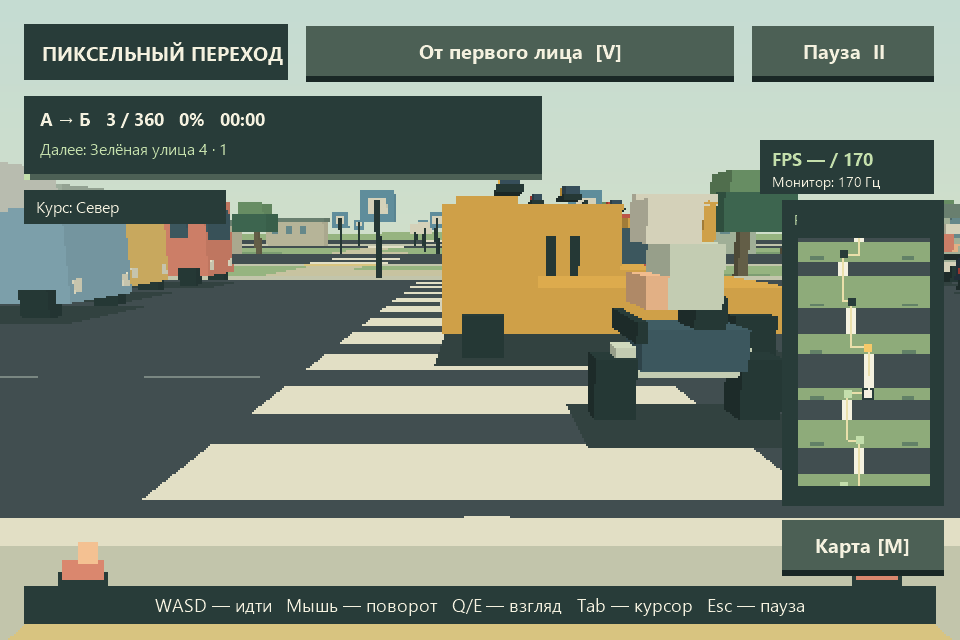 ПИКСЕЛЬНЫЙ ПЕРЕХОД
От первого лица [V]
Пауза II
А → Б 3 / 360 0% 00:00
Далее: Зелёная улица 4 · 1
FPS — / 170
Монитор: 170 Гц
Курс: Север
Карта [M]
WASD — идти Мышь — поворот Q/E — взгляд Tab — курсор Esc — пауза